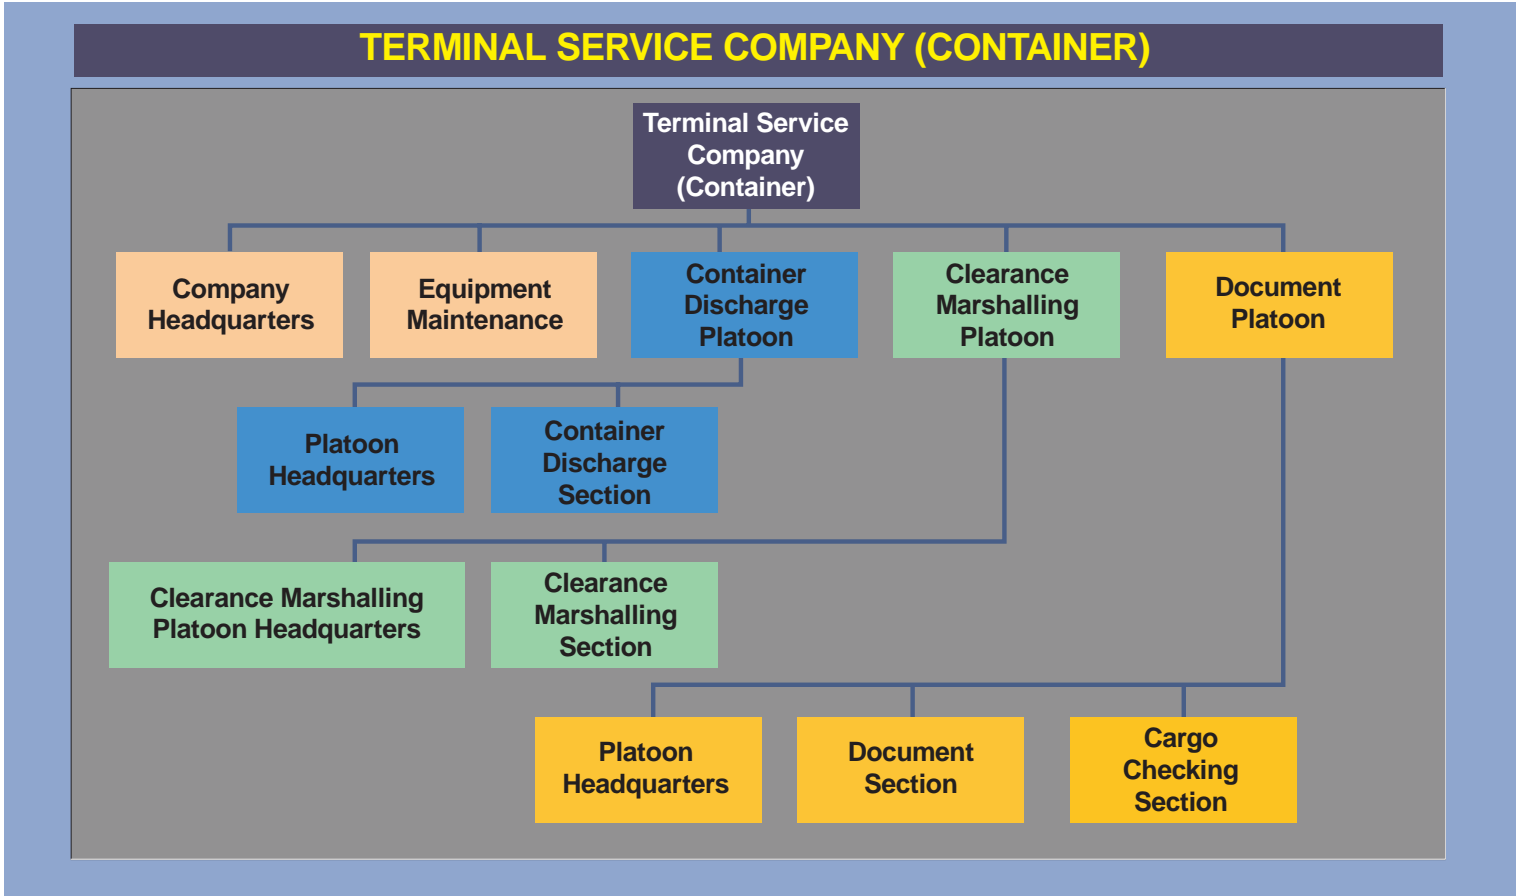 TERMINAL SERVICE COMPANY (CONTAINER)
Terminal Service
Company
(Container)
Company
Headquarters
Equipment
Maintenance
Container
Discharge
Platoon
Clearance
Marshalling
Platoon
Document
Platoon
Platoon
Headquarters
Container
Discharge
Section
Clearance Marshalling
Platoon Headquarters
Clearance
Marshalling
Section
Platoon
Headquarters
Document
Section
Cargo
Checking
Section